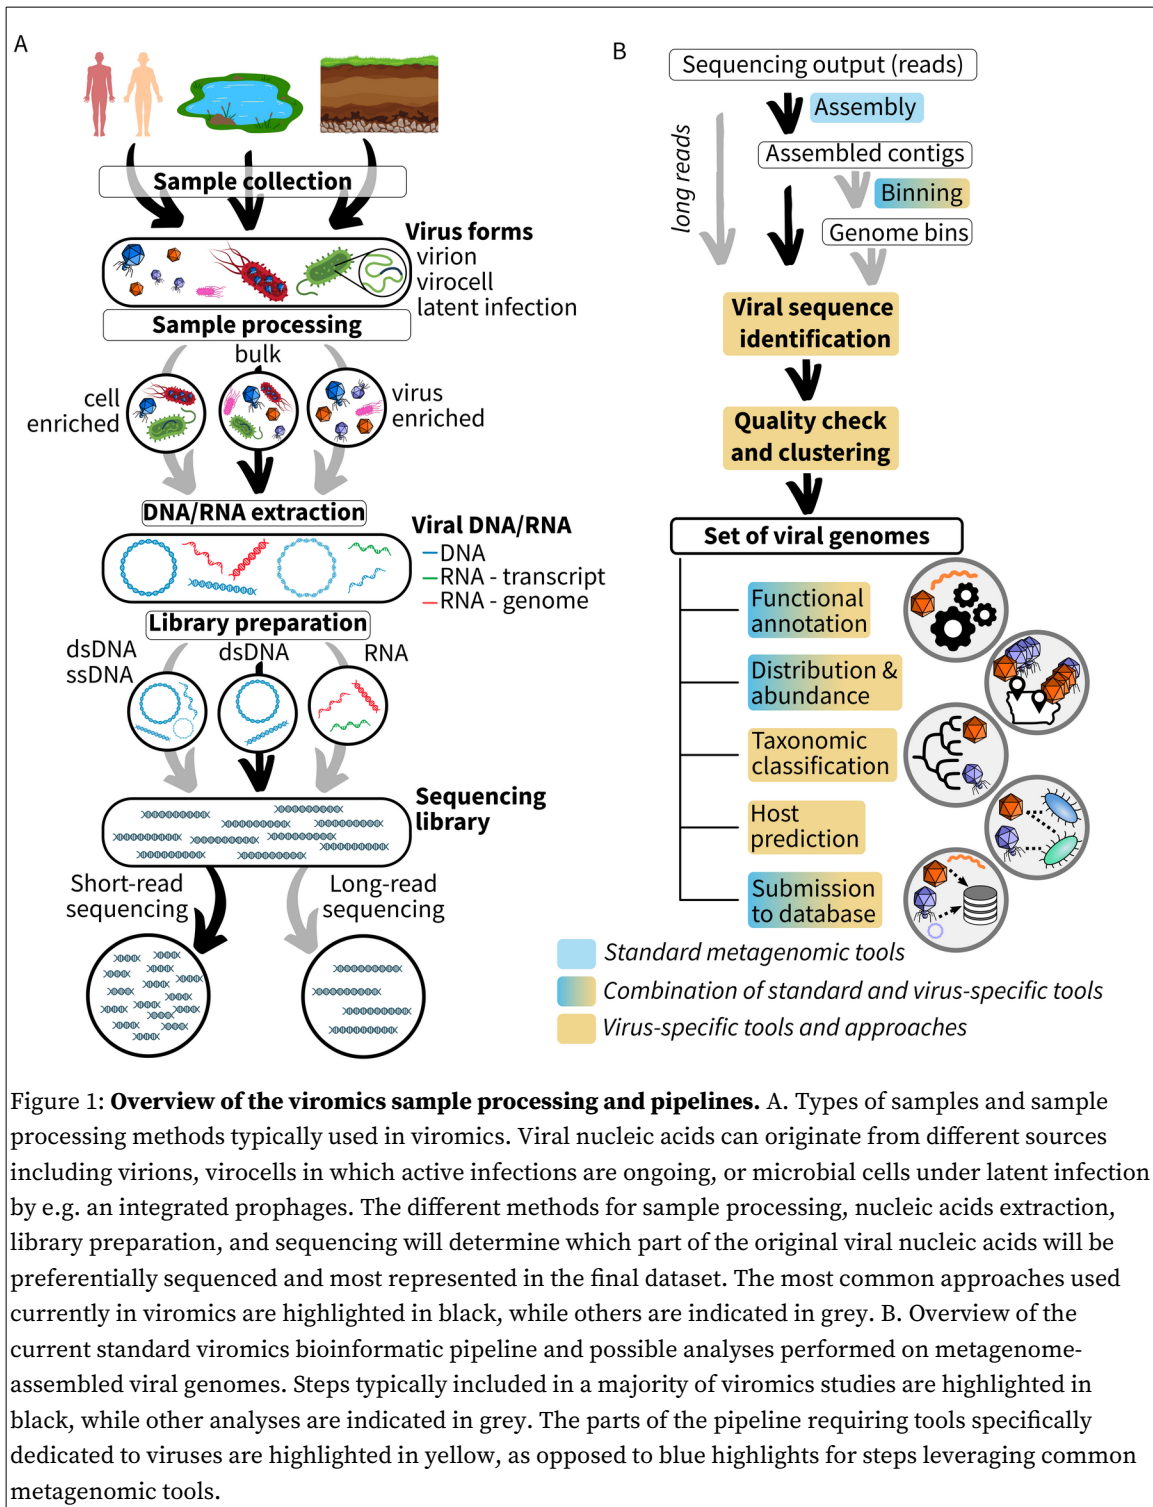 A
Sample collection
Virus forms
virion
virocell
latent infection
Sample processing
bulk
cell
enriched
virus
enriched
DNA/RNA extraction
Viral DNA/RNA
DNA
RNA - transcript
RNA - genome
Library preparation
dsDNA
ssDNA
dsDNA
RNA
Sequencing
library
Short-read
sequencing
Long-read
sequencing
B
Sequencing output (reads)
Assembly
long reads
Assembled contigs
Binning
Genome bins
Viral sequence
identification
Quality check
and clustering
Set of viral genomes
Functional
annotation
Distribution &
abundance
Taxonomic
classification
Host
prediction
Submission
to database
Standard metagenomic tools
Combination of standard and virus-specific tools
Virus-specific tools and approaches
Figure 1: Overview of the viromics sample processing and pipelines. A. Types of samples and sample
processing methods typically used in viromics. Viral nucleic acids can originate from different sources
including virions, virocells in which active infections are ongoing, or microbial cells under latent infection
by e.g. an integrated prophages. The different methods for sample processing, nucleic acids extraction,
library preparation, and sequencing will determine which part of the original viral nucleic acids will be
preferentially sequenced and most represented in the final dataset. The most common approaches used
currently in viromics are highlighted in black, while others are indicated in grey. B. Overview of the
current standard viromics bioinformatic pipeline and possible analyses performed on metagenome-
assembled viral genomes. Steps typically included in a majority of viromics studies are highlighted in
black, while other analyses are indicated in grey. The parts of the pipeline requiring tools specifically
dedicated to viruses are highlighted in yellow, as opposed to blue highlights for steps leveraging common
metagenomic tools.